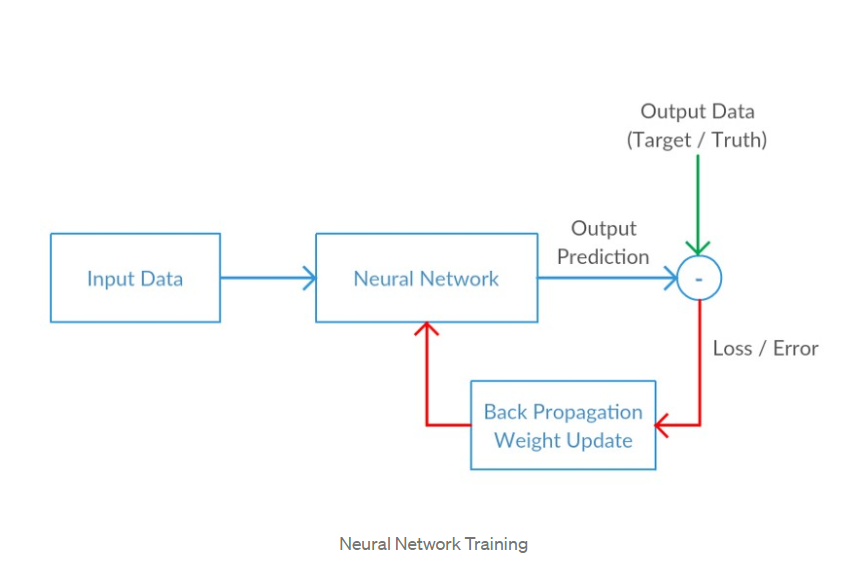 Output Data
(Target / Truth)
Output
Prediction
Input Data
Neural Network
-
Loss / Error
Back Propagation
Weight Update
Neural Network Training